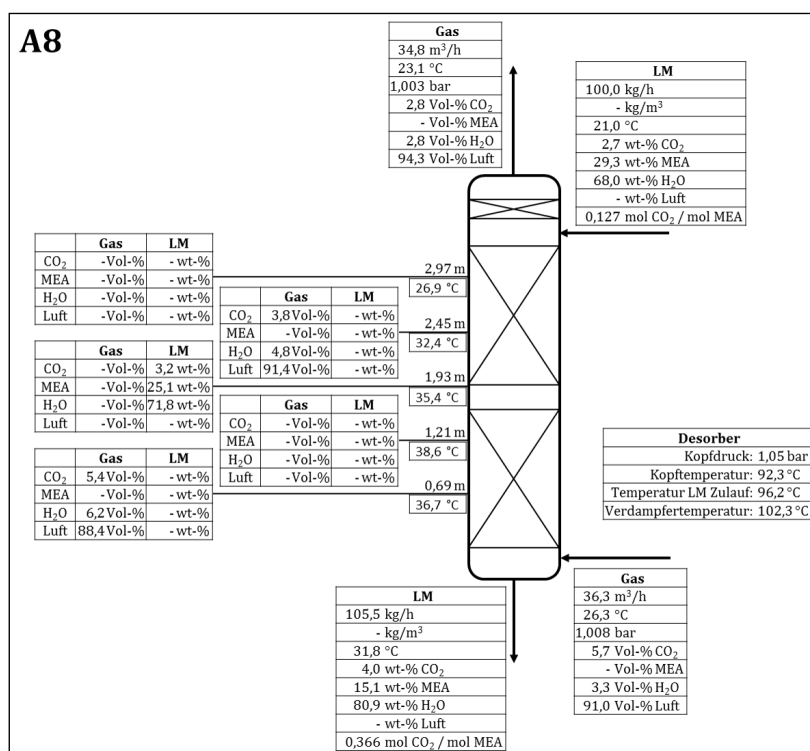 A8
Gas
34,8 m³/h
23,1 °C
1,003 bar
2,8 Vol-% CO₂
- Vol-% MEA
2,8 Vol-% H₂O
94,3 Vol-% Luft
LM
100,0 kg/h
- kg/m³
21,0 °C
2,7 wt-% CO₂
29,3 wt-% MEA
68,0 wt-% H₂O
- wt-% Luft
0,127 mol CO₂ / mol MEA
Gas LM
CO₂ -Vol-% - wt-%
MEA -Vol-% - wt-%
H₂O -Vol-% - wt-%
Luft -Vol-% - wt-%
2,97 m
26,9 °C
Gas LM
CO₂ 3,8 Vol-% - wt-%
MEA -Vol-% - wt-%
H₂O 4,8 Vol-% - wt-%
Luft 91,4 Vol-% - wt-%
2,45 m
32,4 °C
Gas LM
CO₂ -Vol-% 3,2 wt-%
MEA -Vol-% 25,1 wt-%
H₂O -Vol-% 71,8 wt-%
Luft -Vol-% - wt-%
1,93 m
35,4 °C
Gas LM
CO₂ -Vol-% - wt-%
MEA -Vol-% - wt-%
H₂O -Vol-% - wt-%
Luft -Vol-% - wt-%
1,21 m
38,6 °C
Gas LM
CO₂ 5,4 Vol-% - wt-%
MEA -Vol-% - wt-%
H₂O 6,2 Vol-% - wt-%
Luft 88,4 Vol-% - wt-%
0,69 m
36,7 °C
Desorber
Kopfdruck: 1,05 bar
Kopftemperatur: 92,3 °C
Temperatur LM Zulauf: 96,2 °C
Verdampfertemperatur: 102,3 °C
LM
105,5 kg/h
- kg/m³
31,8 °C
4,0 wt-% CO₂
15,1 wt-% MEA
80,9 wt-% H₂O
- wt-% Luft
0,366 mol CO₂ / mol MEA
Gas
36,3 m³/h
26,3 °C
1,008 bar
5,7 Vol-% CO₂
- Vol-% MEA
3,3 Vol-% H₂O
91,0 Vol-% Luft